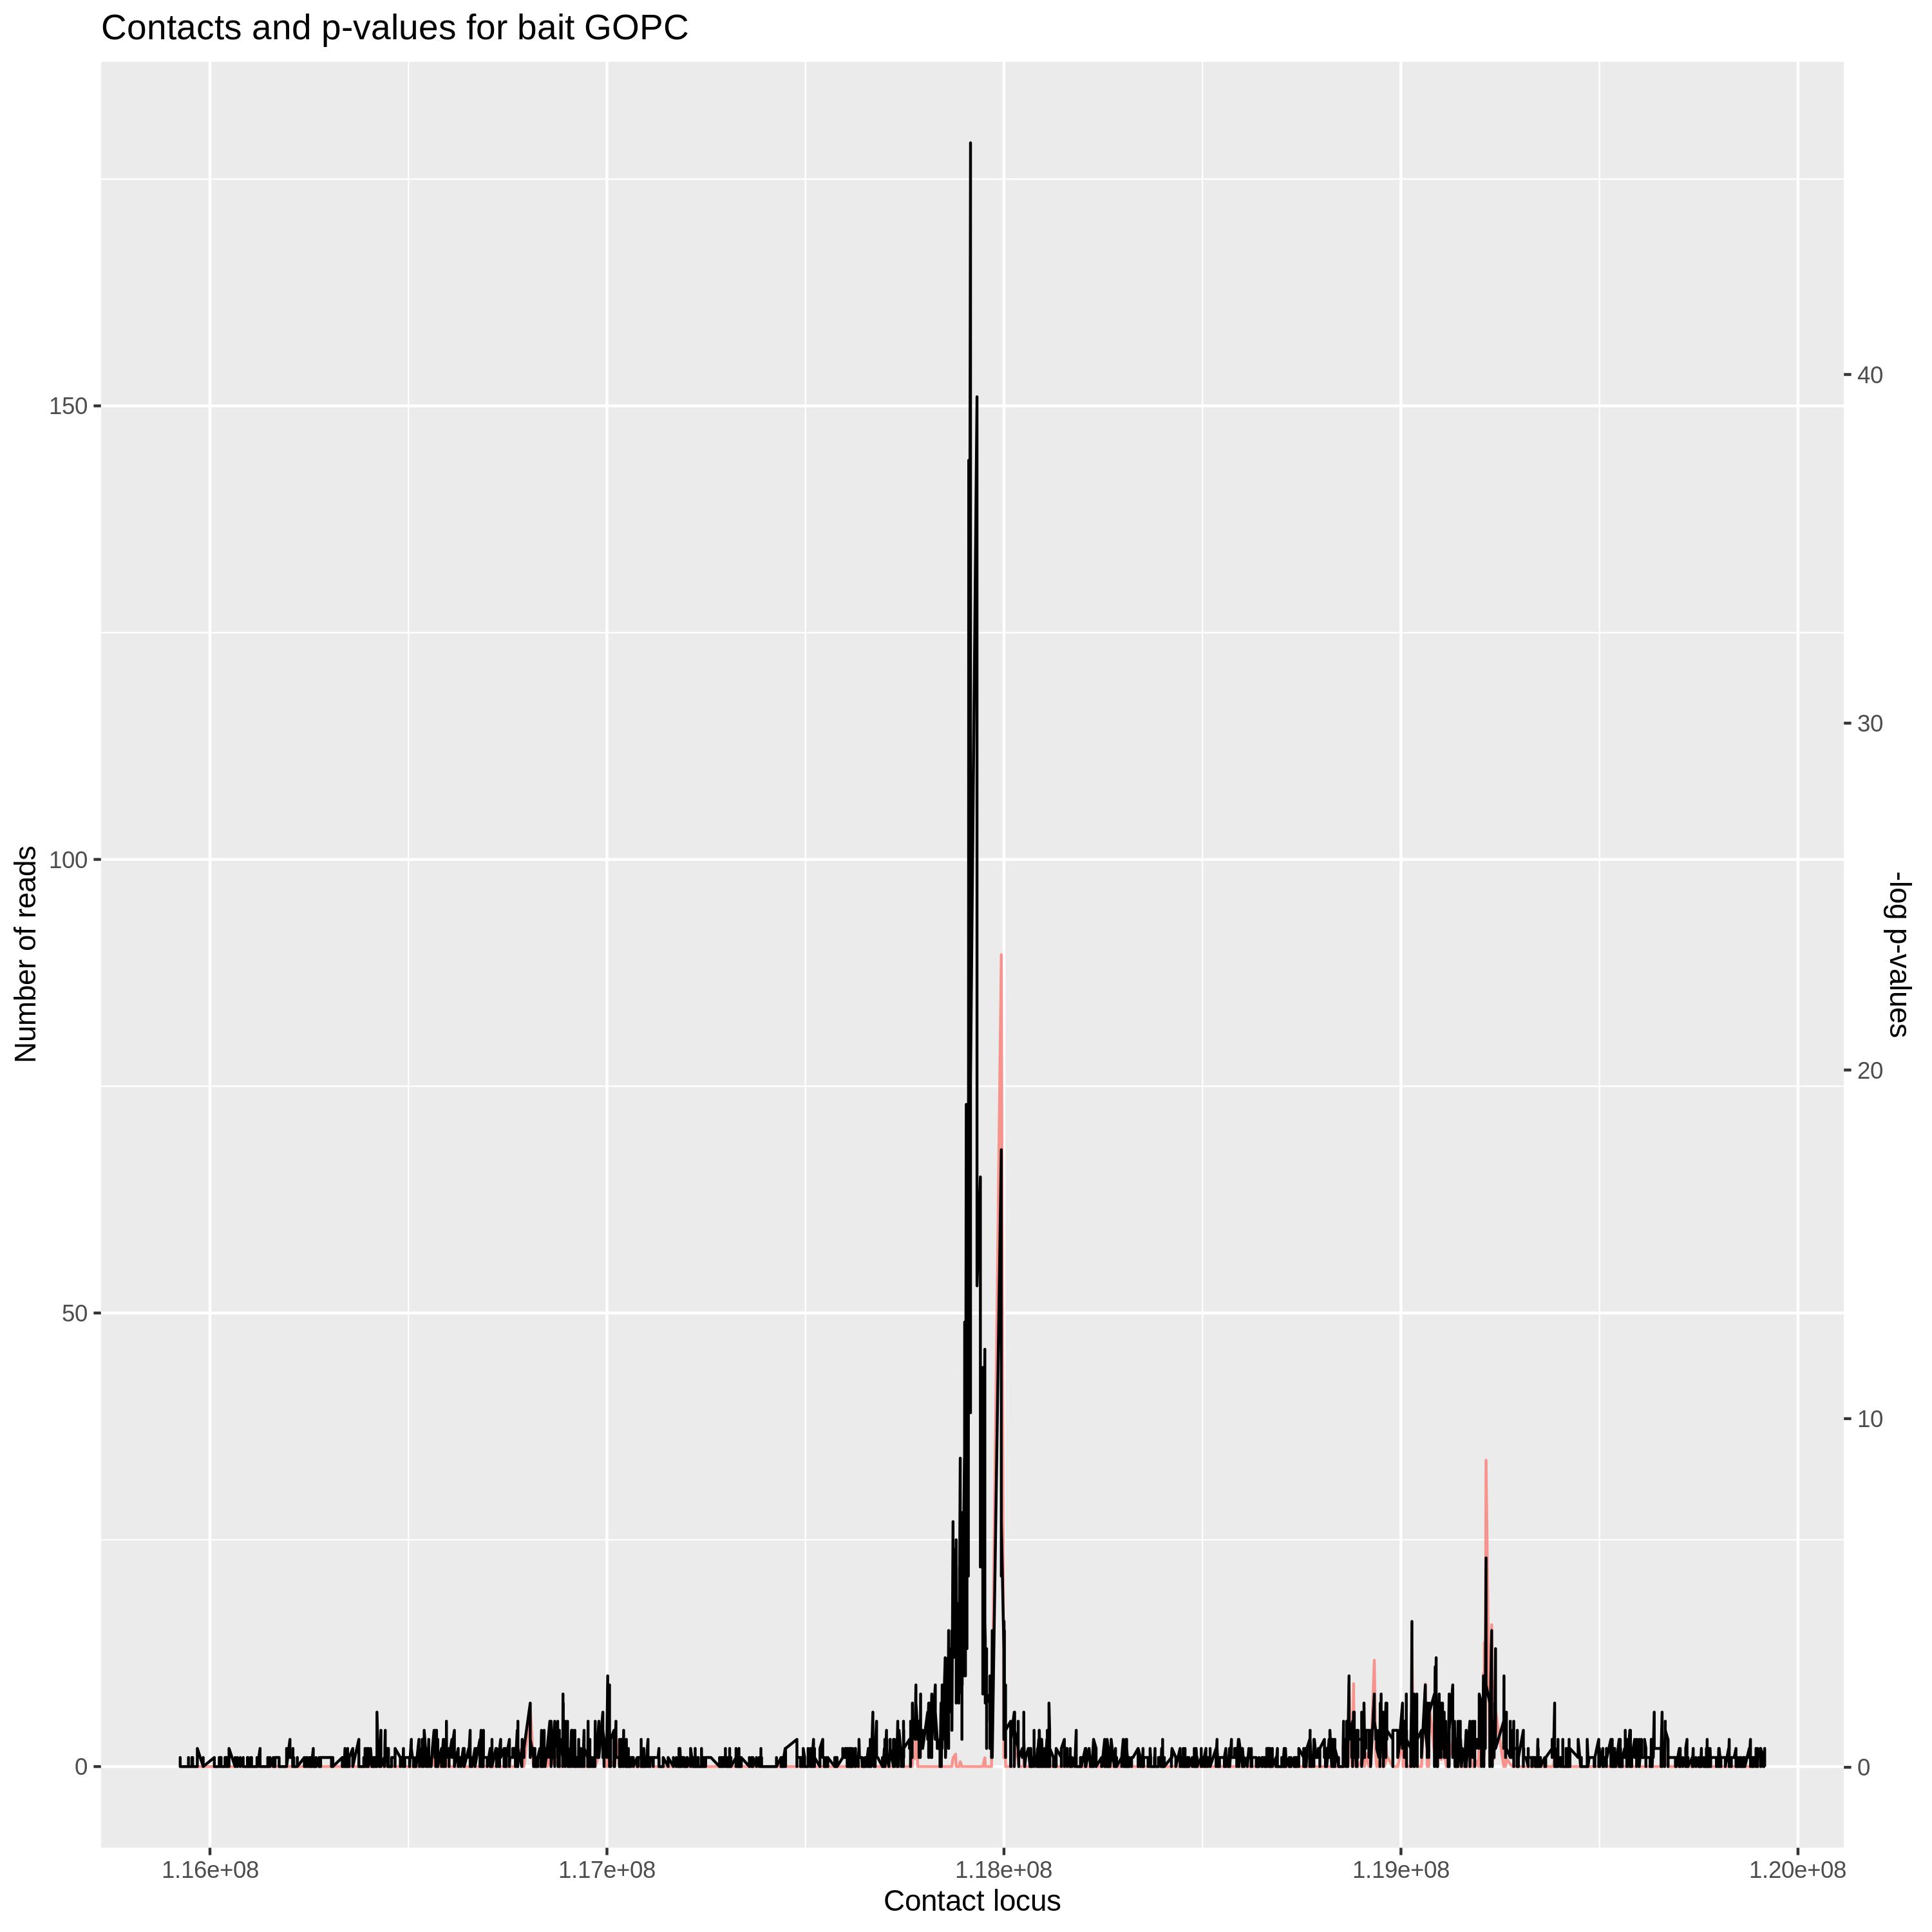 Contacts and p-values for bait GOPC
Number of reads
150
100
50
0
40
30
20
10
0
-log p-values
1.16e+08
1.17e+08
1.18e+08
1.19e+08
1.20e+08
Contact locus